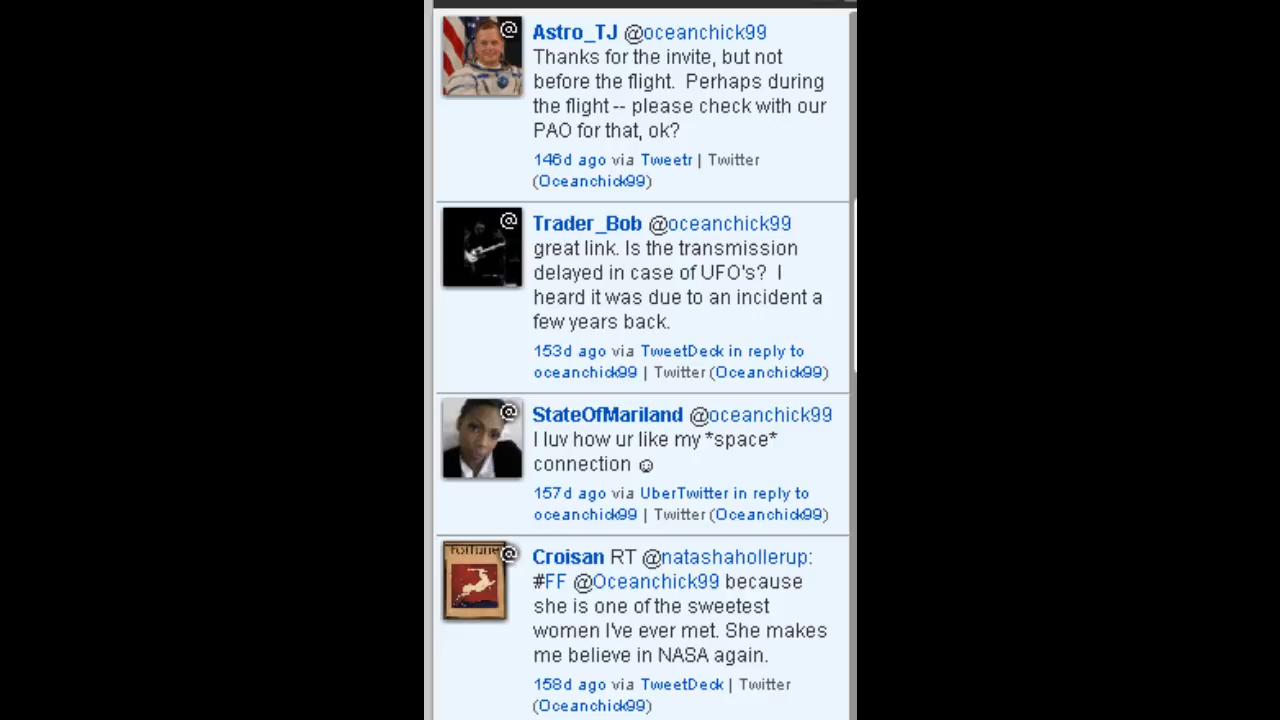 Astro_TJ @oceanchick99
Thanks for the invite, but not
before the flight.  Perhaps during
the flight -- please check with our
PAO for that, ok?
146d ago via Tweetr | Twitter
(Oceanchick99)
Trader_Bob @oceanchick99
great link. Is the transmission
delayed in case of UFO's?  I
heard it was due to an incident a
few years back.
153d ago via TweetDeck in reply to
oceanchick99 | Twitter (Oceanchick99)
StateOfMariland @oceanchick99
I luv how ur like my *space*
connection ☺
157d ago via UberTwitter in reply to
oceanchick99 | Twitter (Oceanchick99)
Fortune
Croisan RT @natashahollerup:
#FF @Oceanchick99 because
she is one of the sweetest
women I've ever met. She makes
me believe in NASA again.
158d ago via TweetDeck | Twitter
(Oceanchick99)